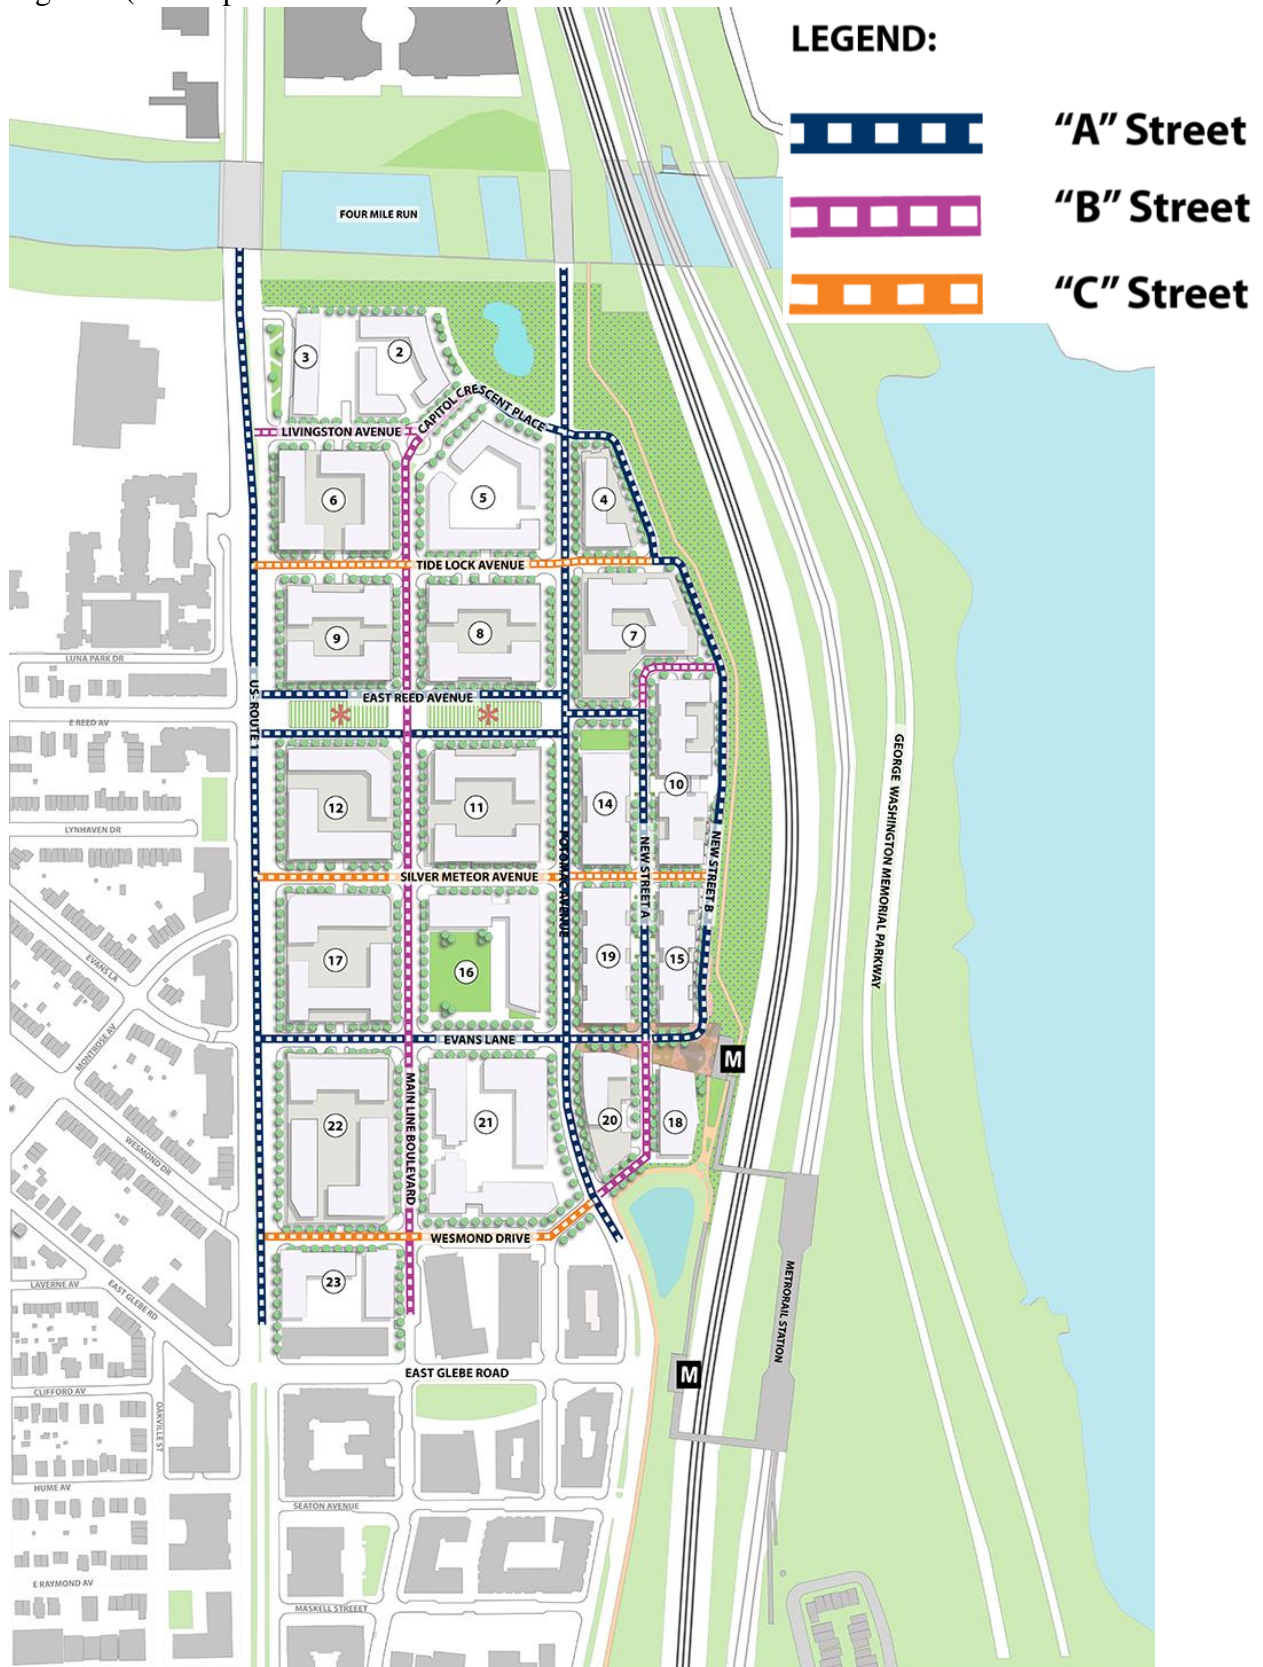 LEGEND:
“A” Street
“B” Street
“C” Street
FOUR MILE RUN
3
2
CAPITOL CRESCENT PLACE
LIVINGSTON AVENUE
6
5
4
TIDE LOCK AVENUE
9
8
7
LUNA PARK DR
US- ROUTE 1
EAST REED AVENUE
E REED AV
GEORGE WASHINGTON MEMORIAL PARKWAY
12
11
14
10
LYNHAVEN DR
POTOMAC AVENUE
NEW STREET A
NEW STREET B
SILVER METEOR AVENUE
17
16
19
15
EVANS LA
MONTROSE AV
EVANS LANE
M
MAIN LINE BOULEVARD
22
21
20
18
WESMOND DR
WESMOND DRIVE
23
METRORAIL STATION
LAVERNE AV
EAST GLEBE RD
EAST GLEBE ROAD
M
CLIFFORD AV
OAKVILLE ST
HUME AV
SEATON AVENUE
E RAYMOND AV
MASKELL STREEET